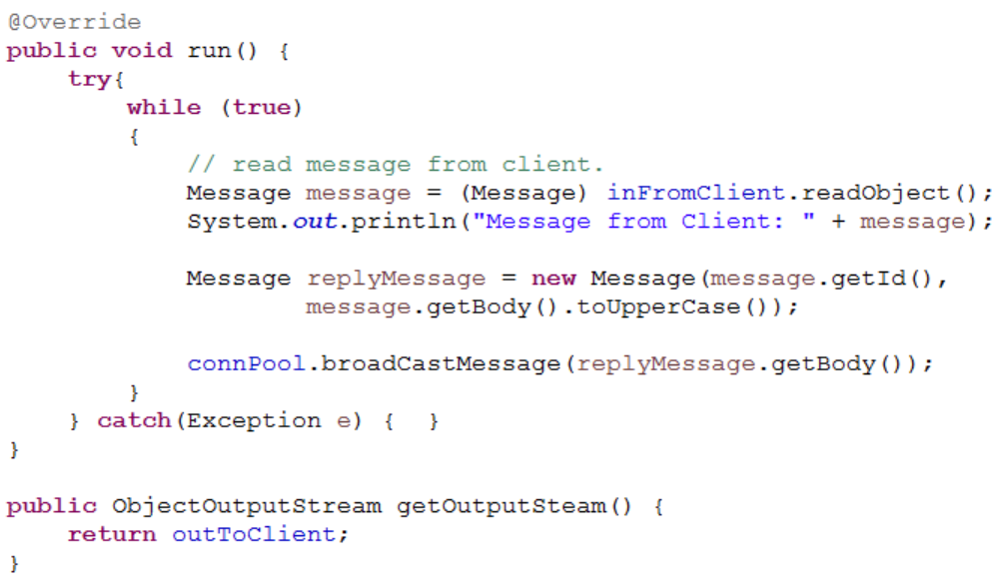 @Override
public void run() {
    try{
        while (true)
        {
            // read message from client.
            Message message = (Message) inFromClient.readObject();
            System.out.println("Message from Client: " + message);

            Message replyMessage = new Message(message.getId(),
                    message.getBody().toUpperCase());

            connPool.broadCastMessage(replyMessage.getBody());
        }
    } catch(Exception e) {  }
}

public ObjectOutputStream getOutputSteam() {
    return outToClient;
}